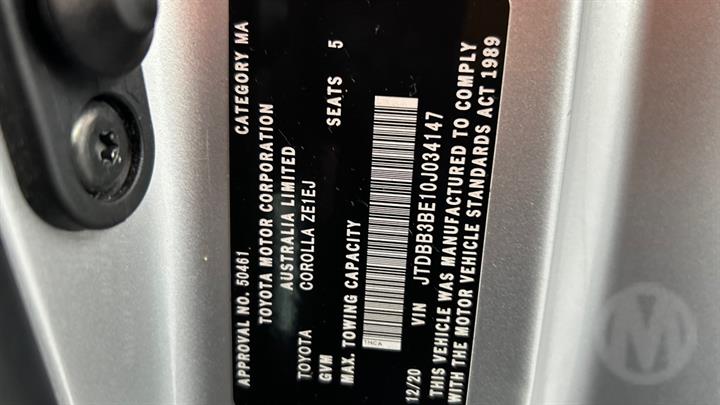 APPROVAL NO. 50461 CATEGORY MA
TOYOTA MOTOR CORPORATION
AUSTRALIA LIMITED
TOYOTA COROLLA ZE1EJ
GVM SEATS 5
MAX. TOWING CAPACITY
THCA
12/20 VIN JTDBB3BE10J034147
THIS VEHICLE WAS MANUFACTURED TO COMPLY
WITH THE MOTOR VEHICLE STANDARDS ACT 1989
M